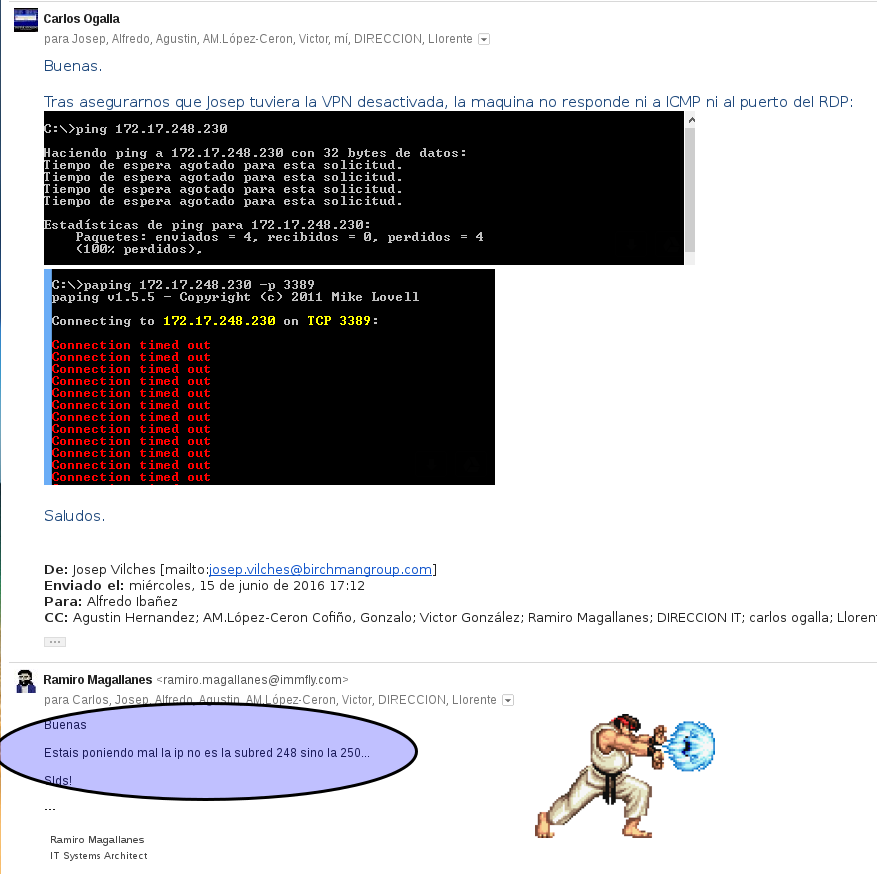 Carlos Ogalla
para Josep, Alfredo, Agustin, AM.López-Ceron, Victor, mí, DIRECCION, Llorente
Buenas.
Tras asegurarnos que Josep tuviera la VPN desactivada, la maquina no responde ni a ICMP ni al puerto del RDP:
C:\>ping 172.17.248.230
Haciendo ping a 172.17.248.230 con 32 bytes de datos:
Tiempo de espera agotado para esta solicitud.
Tiempo de espera agotado para esta solicitud.
Tiempo de espera agotado para esta solicitud.
Tiempo de espera agotado para esta solicitud.
Estadísticas de ping para 172.17.248.230:
Paquetes: enviados = 4, recibidos = 0, perdidos = 4
(100% perdidos),
C:\>paping 172.17.248.230 -p 3389
paping v1.5.5 - Copyright (c) 2011 Mike Lovell
Connecting to 172.17.248.230 on TCP 3389:
Connection timed out
Connection timed out
Connection timed out
Connection timed out
Connection timed out
Connection timed out
Connection timed out
Connection timed out
Connection timed out
Connection timed out
Connection timed out
Connection timed out
Saludos.
De: Josep Vilches [mailto:josep.vilches@birchmangroup.com]
Enviado el: miércoles, 15 de junio de 2016 17:12
Para: Alfredo Ibañez
CC: Agustin Hernandez; AM.López-Ceron Cofiño, Gonzalo; Victor González; Ramiro Magallanes; DIRECCION IT; carlos ogalla; Lloren
Ramiro Magallanes <ramiro.magallanes@immfly.com>
para Carlos, Josep, Alfredo, Agustin, AM.López-Ceron, Victor, DIRECCION, Llorente
Buenas
Estais poniendo mal la ip no es la subred 248 sino la 250...
Slds!
...
Ramiro Magallanes
IT Systems Architect